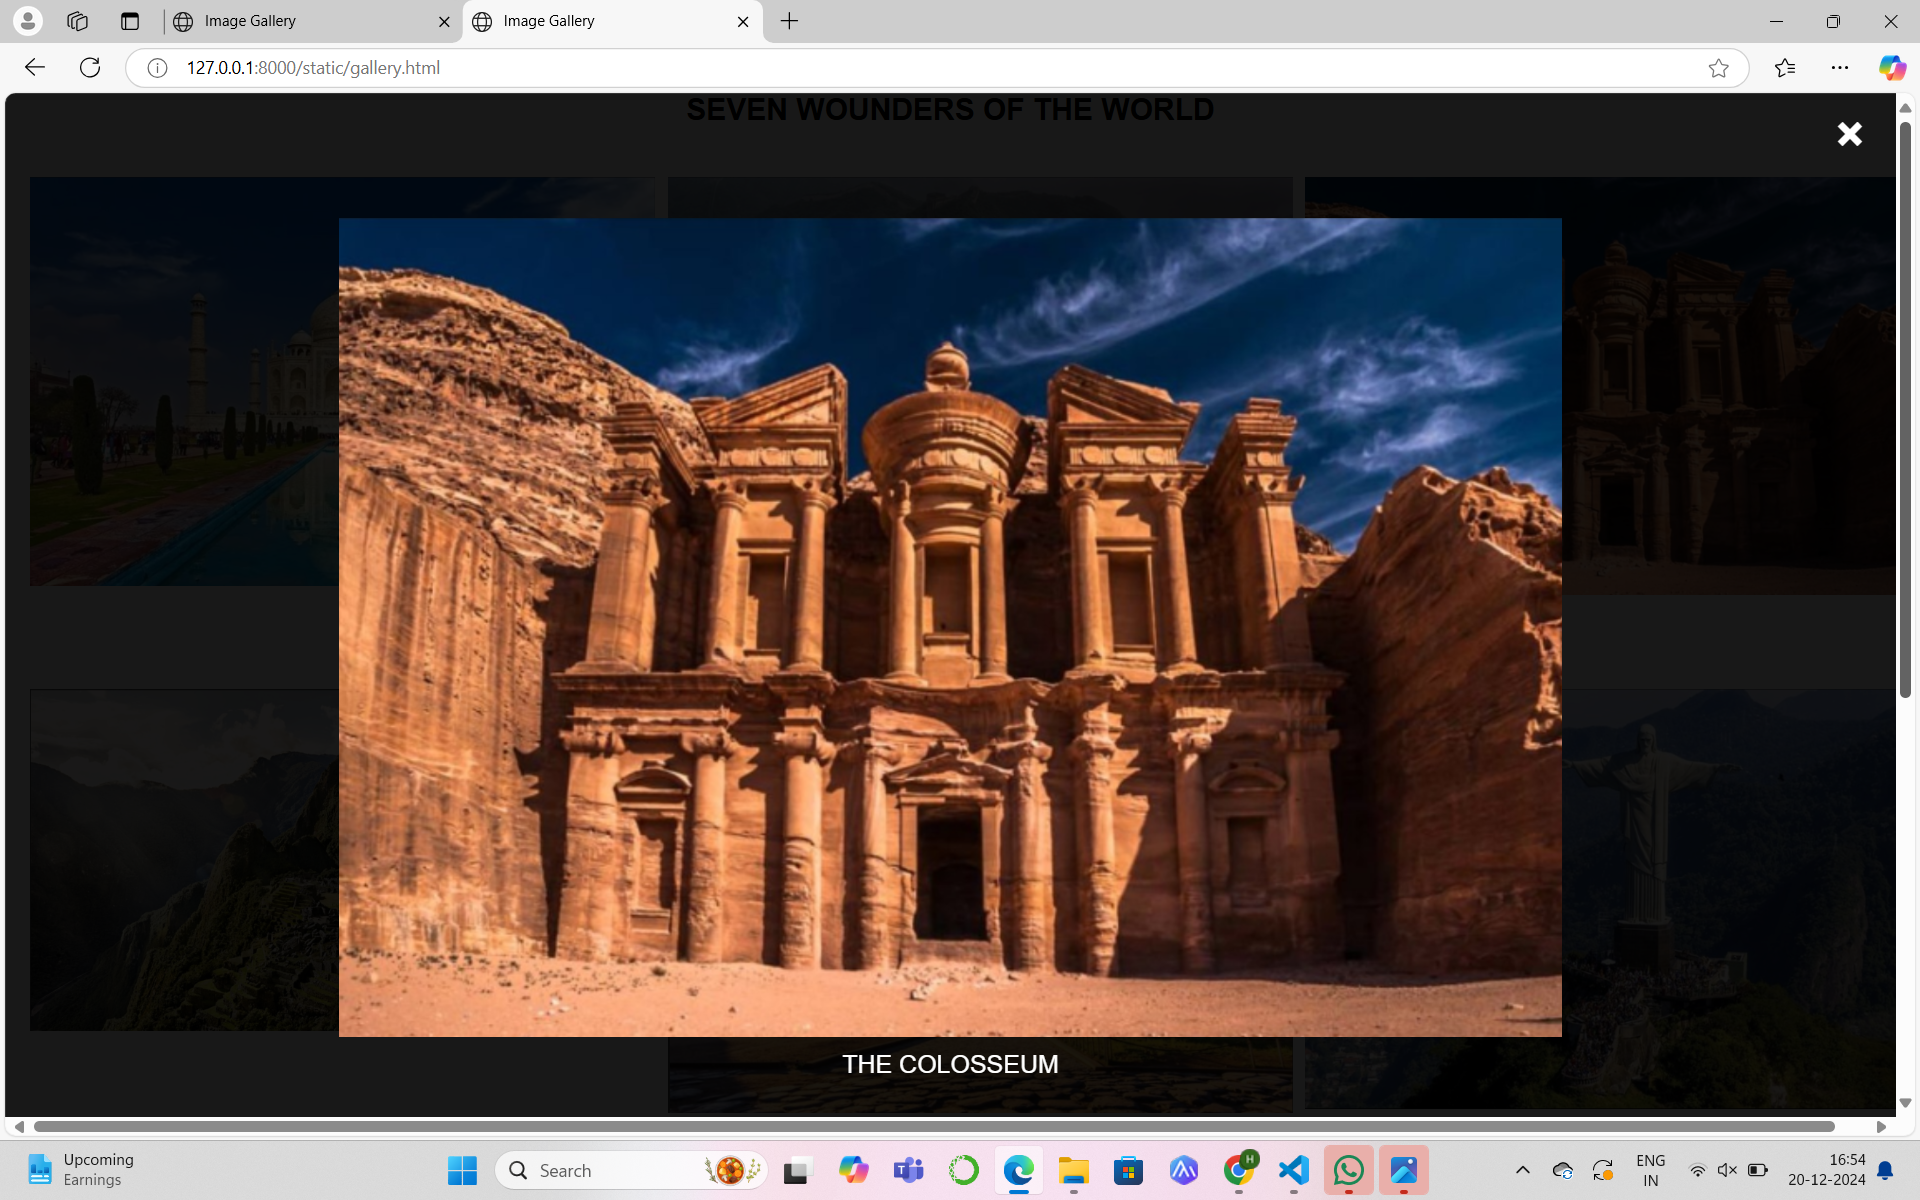 Image Gallery
Image Gallery
127.0.0.1:8000/static/gallery.html
SEVEN WOUNDERS OF THE WORLD
THE COLOSSEUM
Upcoming
Earnings
Search
H
ENG
IN
16:54
20-12-2024